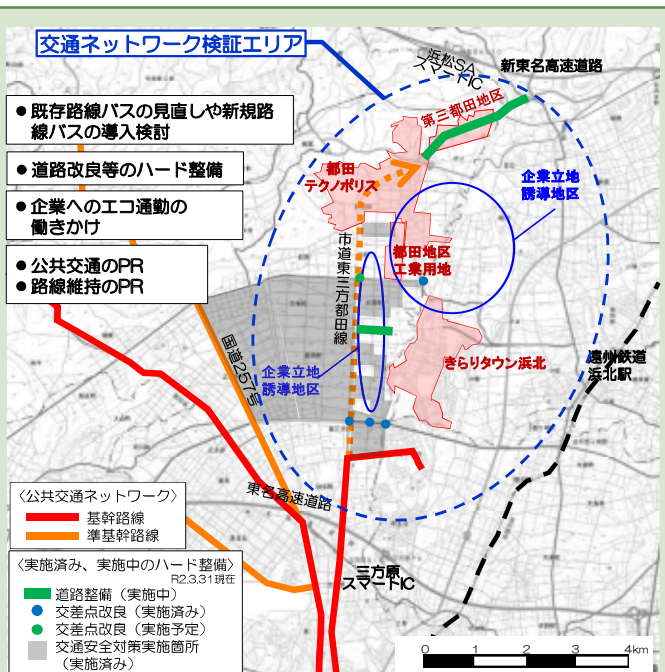 交通ネットワーク検証エリア
浜松SA
スマートIC
新東名高速道路
● 既存路線バスの見直しや新規路
線バスの導入検討
● 道路改良等のハード整備
● 企業へのエコ通勤の
働きかけ
● 公共交通のPR
● 路線維持のPR
第三都田地区
都田
テクノポリス
企業立地
誘導地区
都田地区
工業用地
市道東三方都田線
国道257号
企業立地
誘導地区
きらりタウン浜北
遠州鉄道
浜北駅
東名高速道路
三方原
スマートIC
〈公共交通ネットワーク〉
基幹路線
準基幹路線
〈実施済み、実施中のハード整備〉
R2.3.31現在
道路整備（実施中）
交差点改良（実施済み）
交差点改良（実施予定）
交通安全対策実施箇所
（実施済み）
0 1 2 3 4km